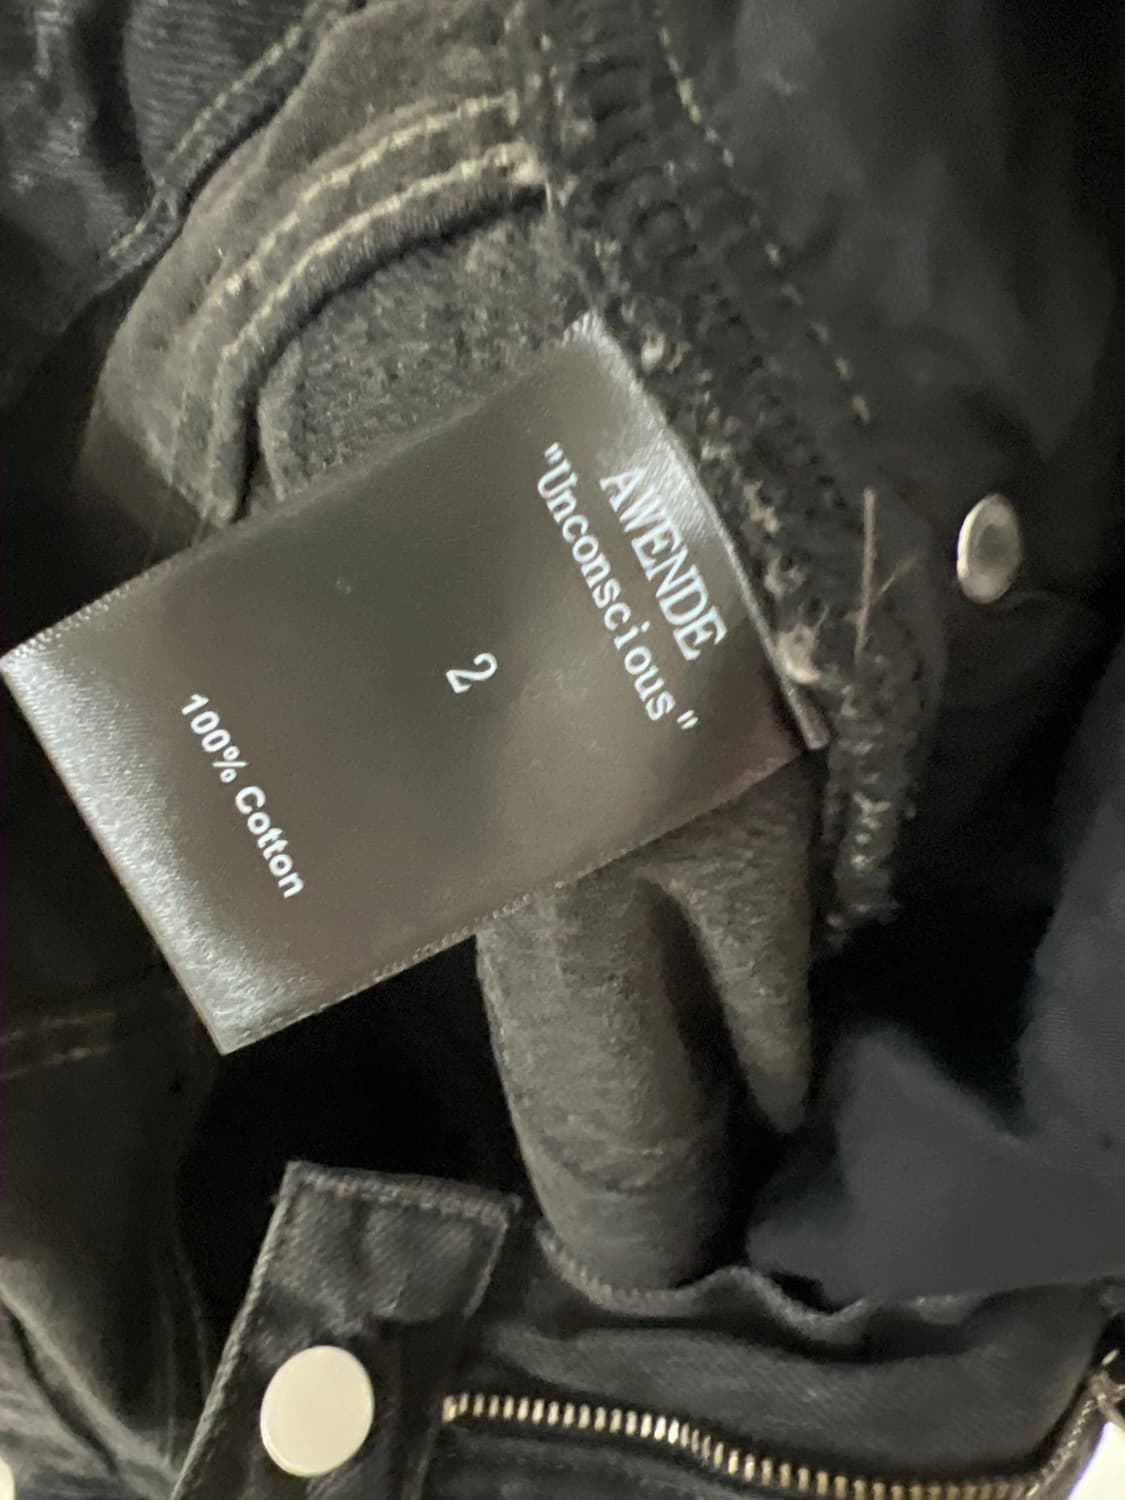 AWENDE
"Unconscious"
2
100% Cotton